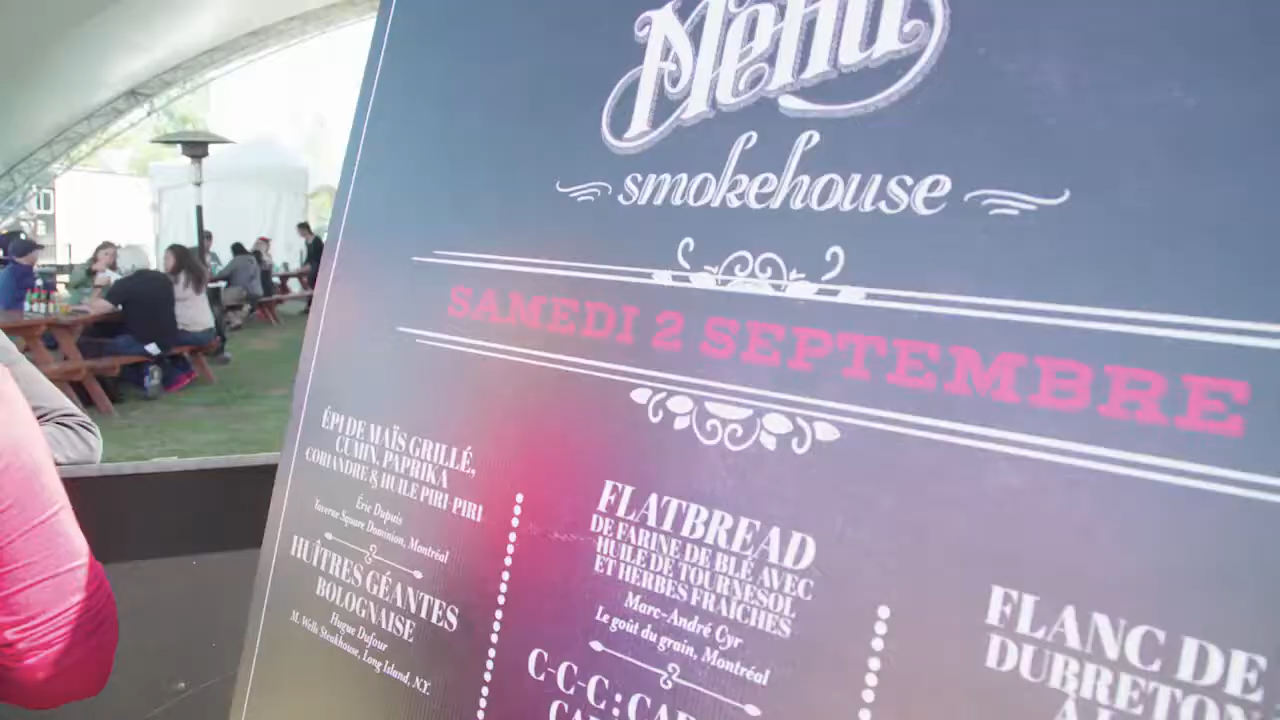 Menu
smokehouse
SAMEDI 2 SEPTEMBRE
ÉPI DE MAÏS GRILLÉ,
CUMIN, PAPRIKA
CORIANDRE & HUILE PIRI-PIRI
Éric Dupuis
Taverne Square Dominion, Montréal
HUÎTRES GÉANTES
BOLOGNAISE
Hugue Dufour
M. Wells Steakhouse, Long Island, N.Y.
FLATBREAD
DE FARINE DE BLÉ AVEC
HUILE DE TOURNESOL
ET HERBES FRAÎCHES
Marc-André Cyr
Le goût du grain, Montréal
C-C-C:
FLANC DE
DUBRETON